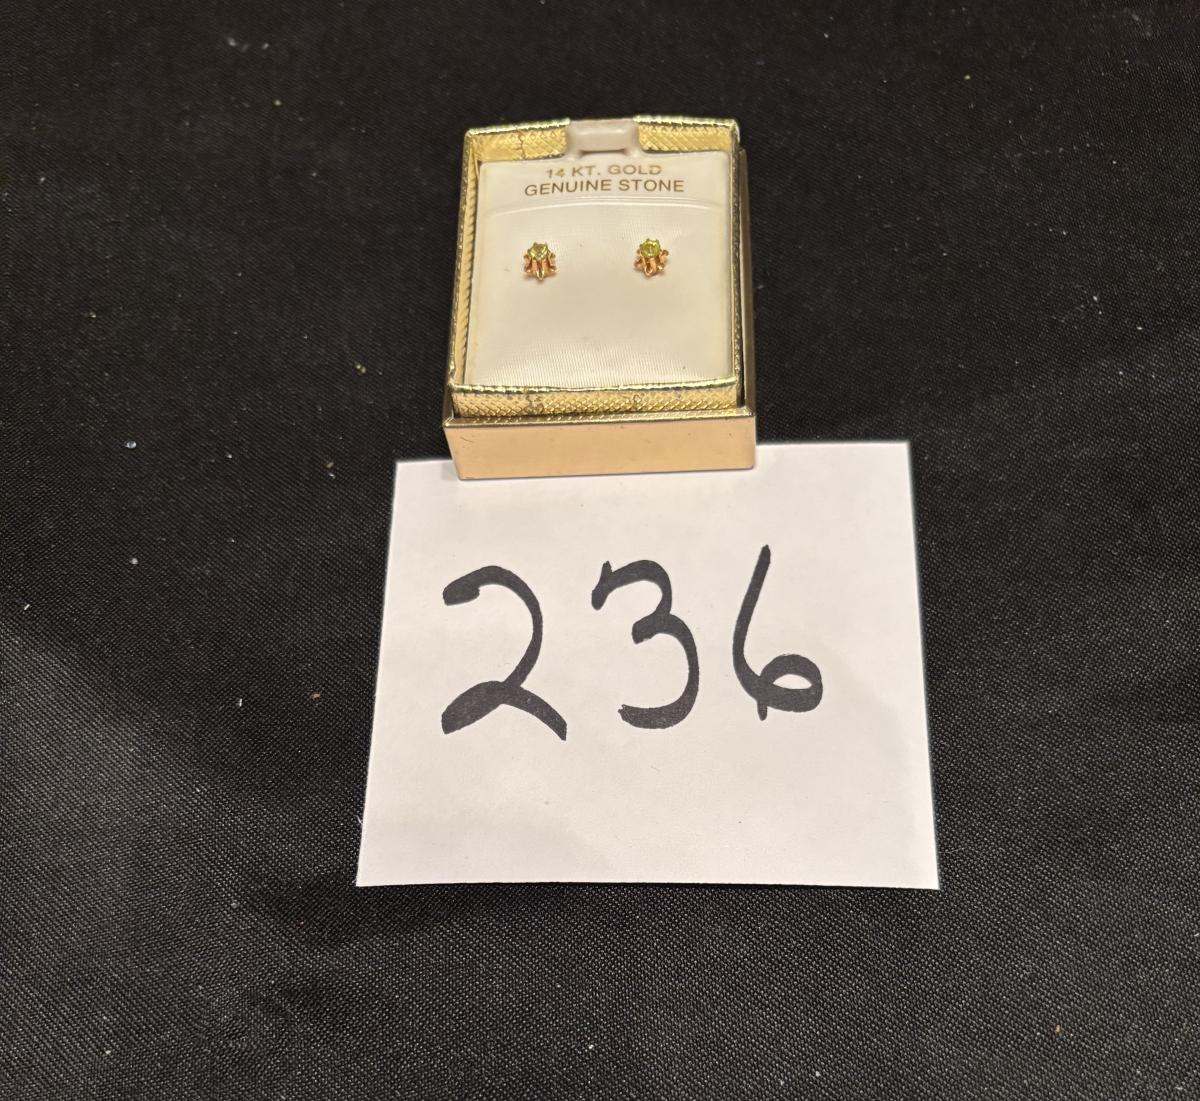 14 KT. GOLD
GENUINE STONE
236